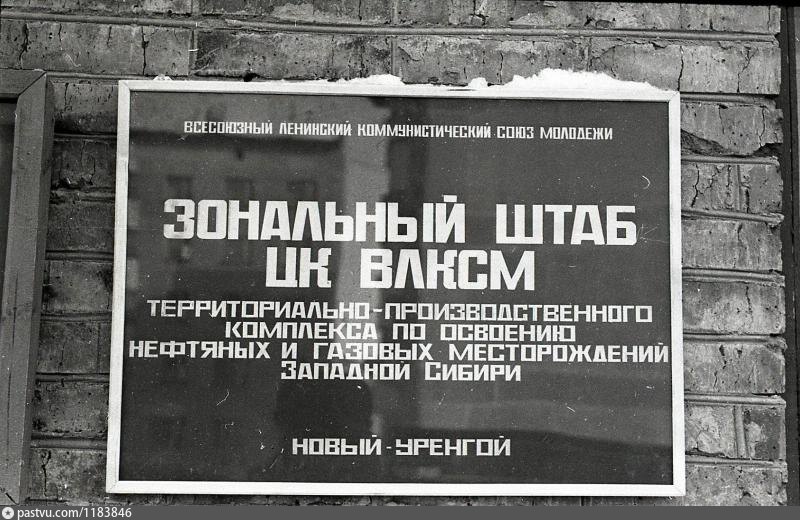 ВСЕСОЮЗНЫЙ ЛЕНИНСКИЙ КОММУНИСТИЧЕСКИЙ СОЮЗ МОЛОДЕЖИ
ЗОНАЛЬНЫЙ ШТАБ
ЦК ВЛКСМ
ТЕРРИТОРИАЛЬНО-ПРОИЗВОДСТВЕННОГО
КОМПЛЕКСА ПО ОСВОЕНИЮ
НЕФТЯНЫХ И ГАЗОВЫХ МЕСТОРОЖДЕНИЙ
ЗАПАДНОЙ СИБИРИ
НОВЫЙ-УРЕНГОЙ
pastvu.com/1183846